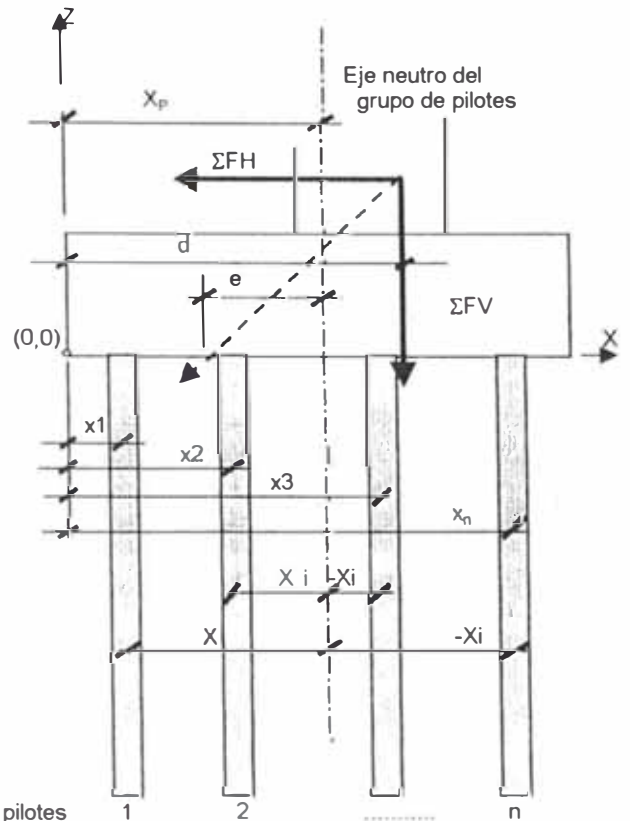 Z
Eje neutro del
grupo de pilotes
Xp
ΣFH
d
e
ΣFV
(0,0)
X
x1
x2
x3
xn
X i
-Xi
X
-Xi
pilotes 1 2 ............ n